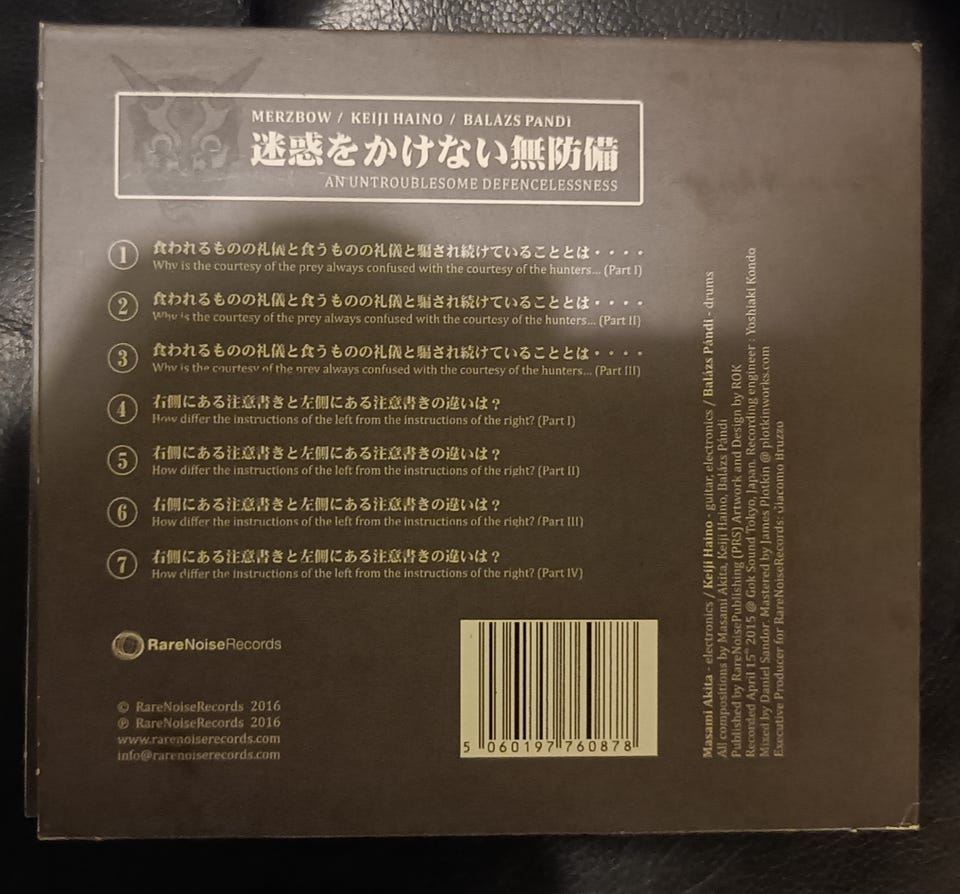 MERZBOW / KEIJI HAINO / BALAZS PANDI
迷惑をかけない無防備
AN UNTROUBLESOME DEFENCELESSNESS
1 食われるものの礼儀と食うものの礼儀と騙され続けていることとは・・・・
Why is the courtesy of the prey always confused with the courtesy of the hunters... (Part I)
2 食われるものの礼儀と食うものの礼儀と騙され続けていることとは・・・・
Why is the courtesy of the prey always confused with the courtesy of the hunters... (Part II)
3 食われるものの礼儀と食うものの礼儀と騙され続けていることとは・・・・
Why is the courtesy of the prey always confused with the courtesy of the hunters... (Part III)
4 右側にある注意書きと左側にある注意書きの違いは？
How differ the instructions of the left from the instructions of the right? (Part I)
5 右側にある注意書きと左側にある注意書きの違いは？
How differ the instructions of the left from the instructions of the right? (Part II)
6 右側にある注意書きと左側にある注意書きの違いは？
How differ the instructions of the left from the instructions of the right? (Part III)
7 右側にある注意書きと左側にある注意書きの違いは？
How differ the instructions of the left from the instructions of the right? (Part IV)
RareNoiseRecords
© RareNoiseRecords 2016
℗ RareNoiseRecords 2016
www.rarenoiserecords.com
info@rarenoiserecords.com
5 060197 760878
Masami Akita - electronics / Keiji Haino - guitar, electronics / Balázs Pándi - drums
All compositions by Masami Akita, Keiji Haino, Balázs Pándi
Published by RareNoisePublishing (PRS) Artwork and Design by ROK
Recorded April 15th 2015 @ Gok Sound Tokyo, Japan. Recording engineer : Yoshiaki Kondo
Mixed by Daniel Sandor. Mastered by James Plotkin @ plotkinworks.com
Executive Producer for RareNoiseRecords: Giacomo Bruzzo